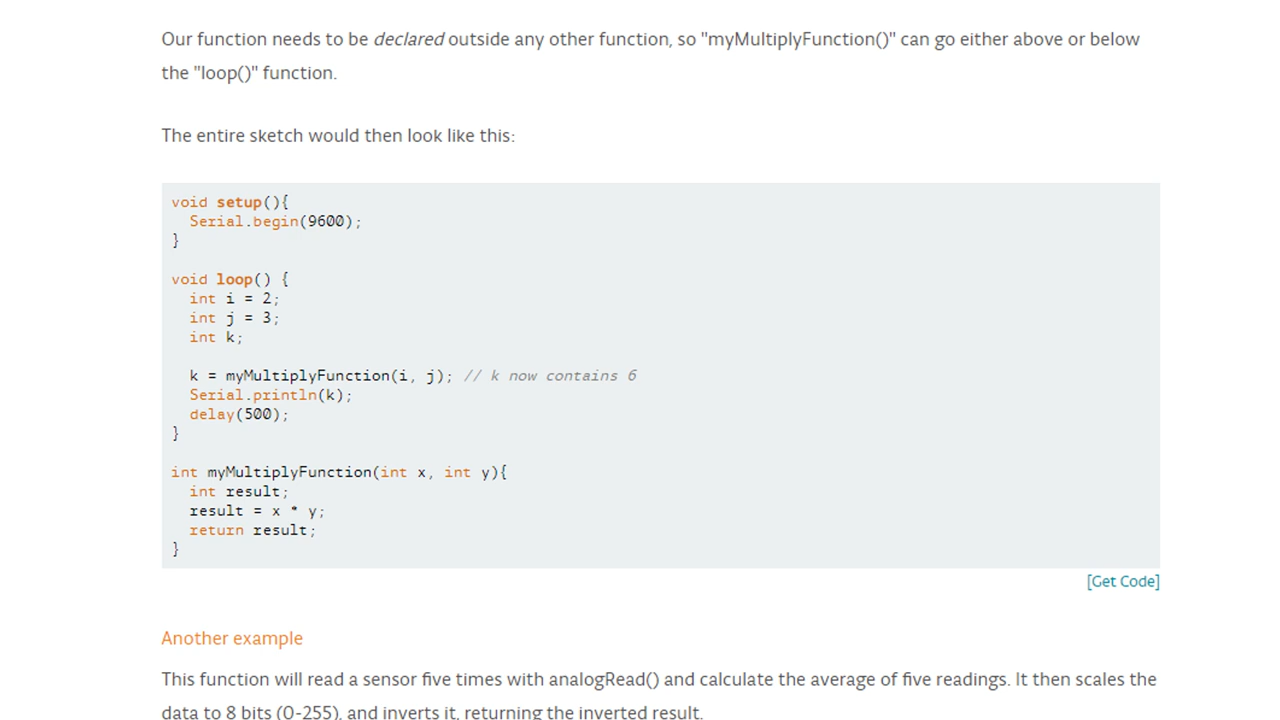 Our function needs to be declared outside any other function, so "myMultiplyFunction()" can go either above or below
the "loop()" function.
The entire sketch would then look like this:
void setup(){
  Serial.begin(9600);
}
void loop() {
  int i = 2;
  int j = 3;
  int k;
  k = myMultiplyFunction(i, j); // k now contains 6
  Serial.println(k);
  delay(500);
}
int myMultiplyFunction(int x, int y){
  int result;
  result = x * y;
  return result;
}
[Get Code]
Another example
This function will read a sensor five times with analogRead() and calculate the average of five readings. It then scales the
data to 8 bits (0-255), and inverts it, returning the inverted result.